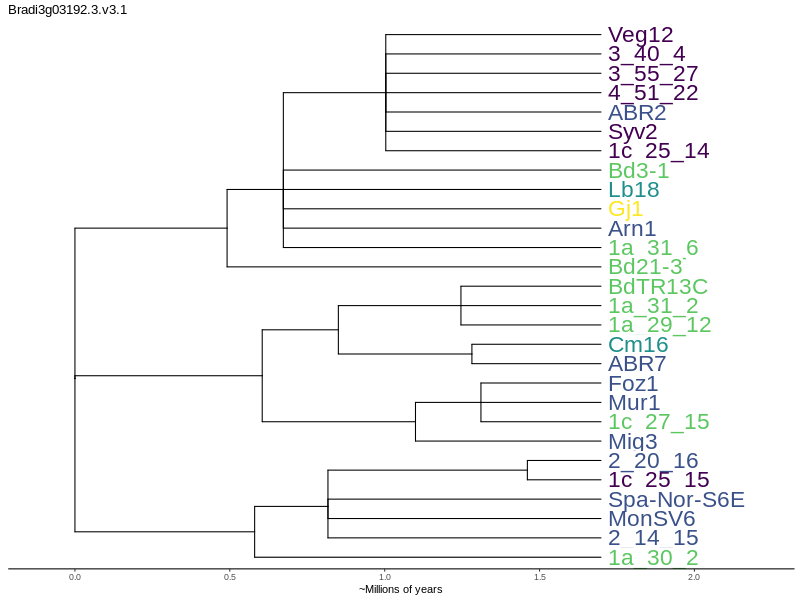 Bradi3g03192.3.v3.1
Veg12
3_40_4
3_55_27
4_51_22
ABR2
Syv2
1c_25_14
Bd3-1
Lb18
Gj1
Arn1
1a_31_6
Bd21-3
BdTR13C
1a_31_2
1a_29_12
Cm16
ABR7
Foz1
Mur1
1c_27_15
Mig3
2_20_16
1c_25_15
Spa-Nor-S6E
MonSV6
2_14_15
1a_30_2
0.0 0.5 1.0 1.5 2.0
~Millions of years